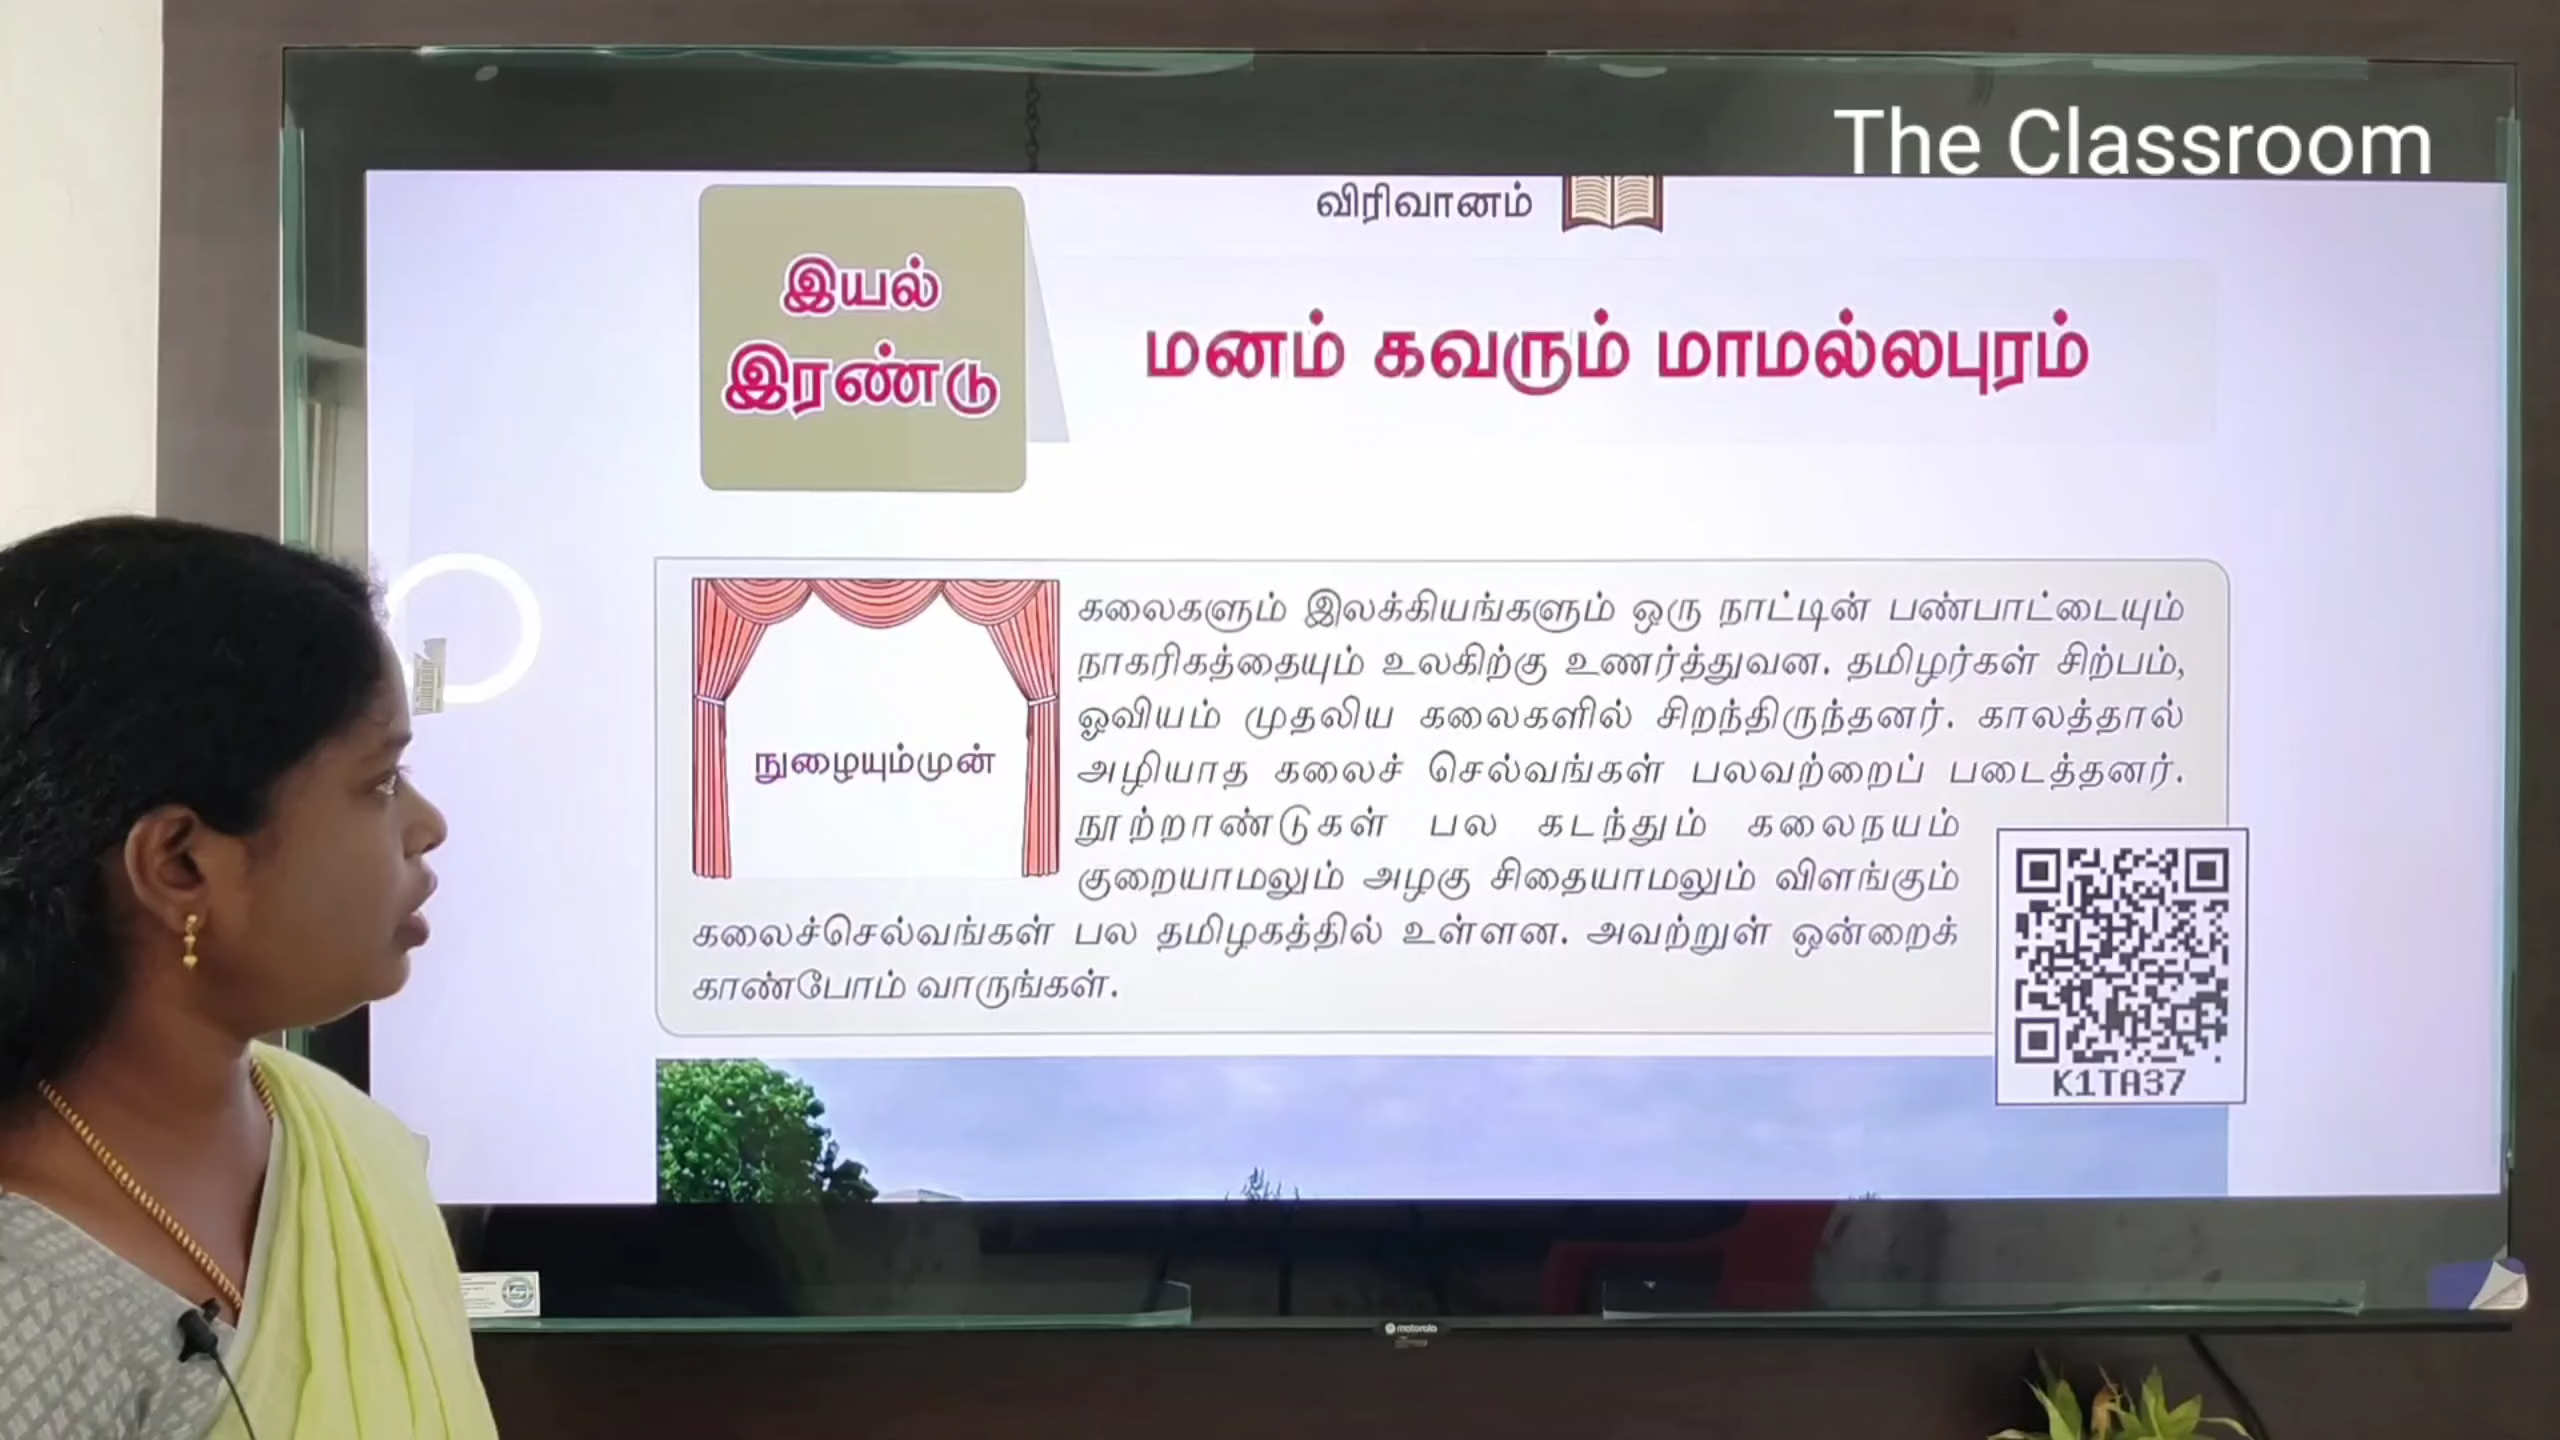 The Classroom
விரிவானம்
இயல்
இரண்டு
மனம் கவரும் மாமல்லபுரம்
நுழையும்முன்
கலைகளும் இலக்கியங்களும் ஒரு நாட்டின் பண்பாட்டையும்
நாகரிகத்தையும் உலகிற்கு உணர்த்துவன. தமிழர்கள் சிற்பம்,
ஓவியம் முதலிய கலைகளில் சிறந்திருந்தனர். காலத்தால்
அழியாத கலைச் செல்வங்கள் பலவற்றைப் படைத்தனர்.
நூற்றாண்டுகள் பல கடந்தும் கலைநயம்
குறையாமலும் அழகு சிதையாமலும் விளங்கும்
கலைச்செல்வங்கள் பல தமிழகத்தில் உள்ளன. அவற்றுள் ஒன்றைக்
காண்போம் வாருங்கள்.
K1TA37
motorola